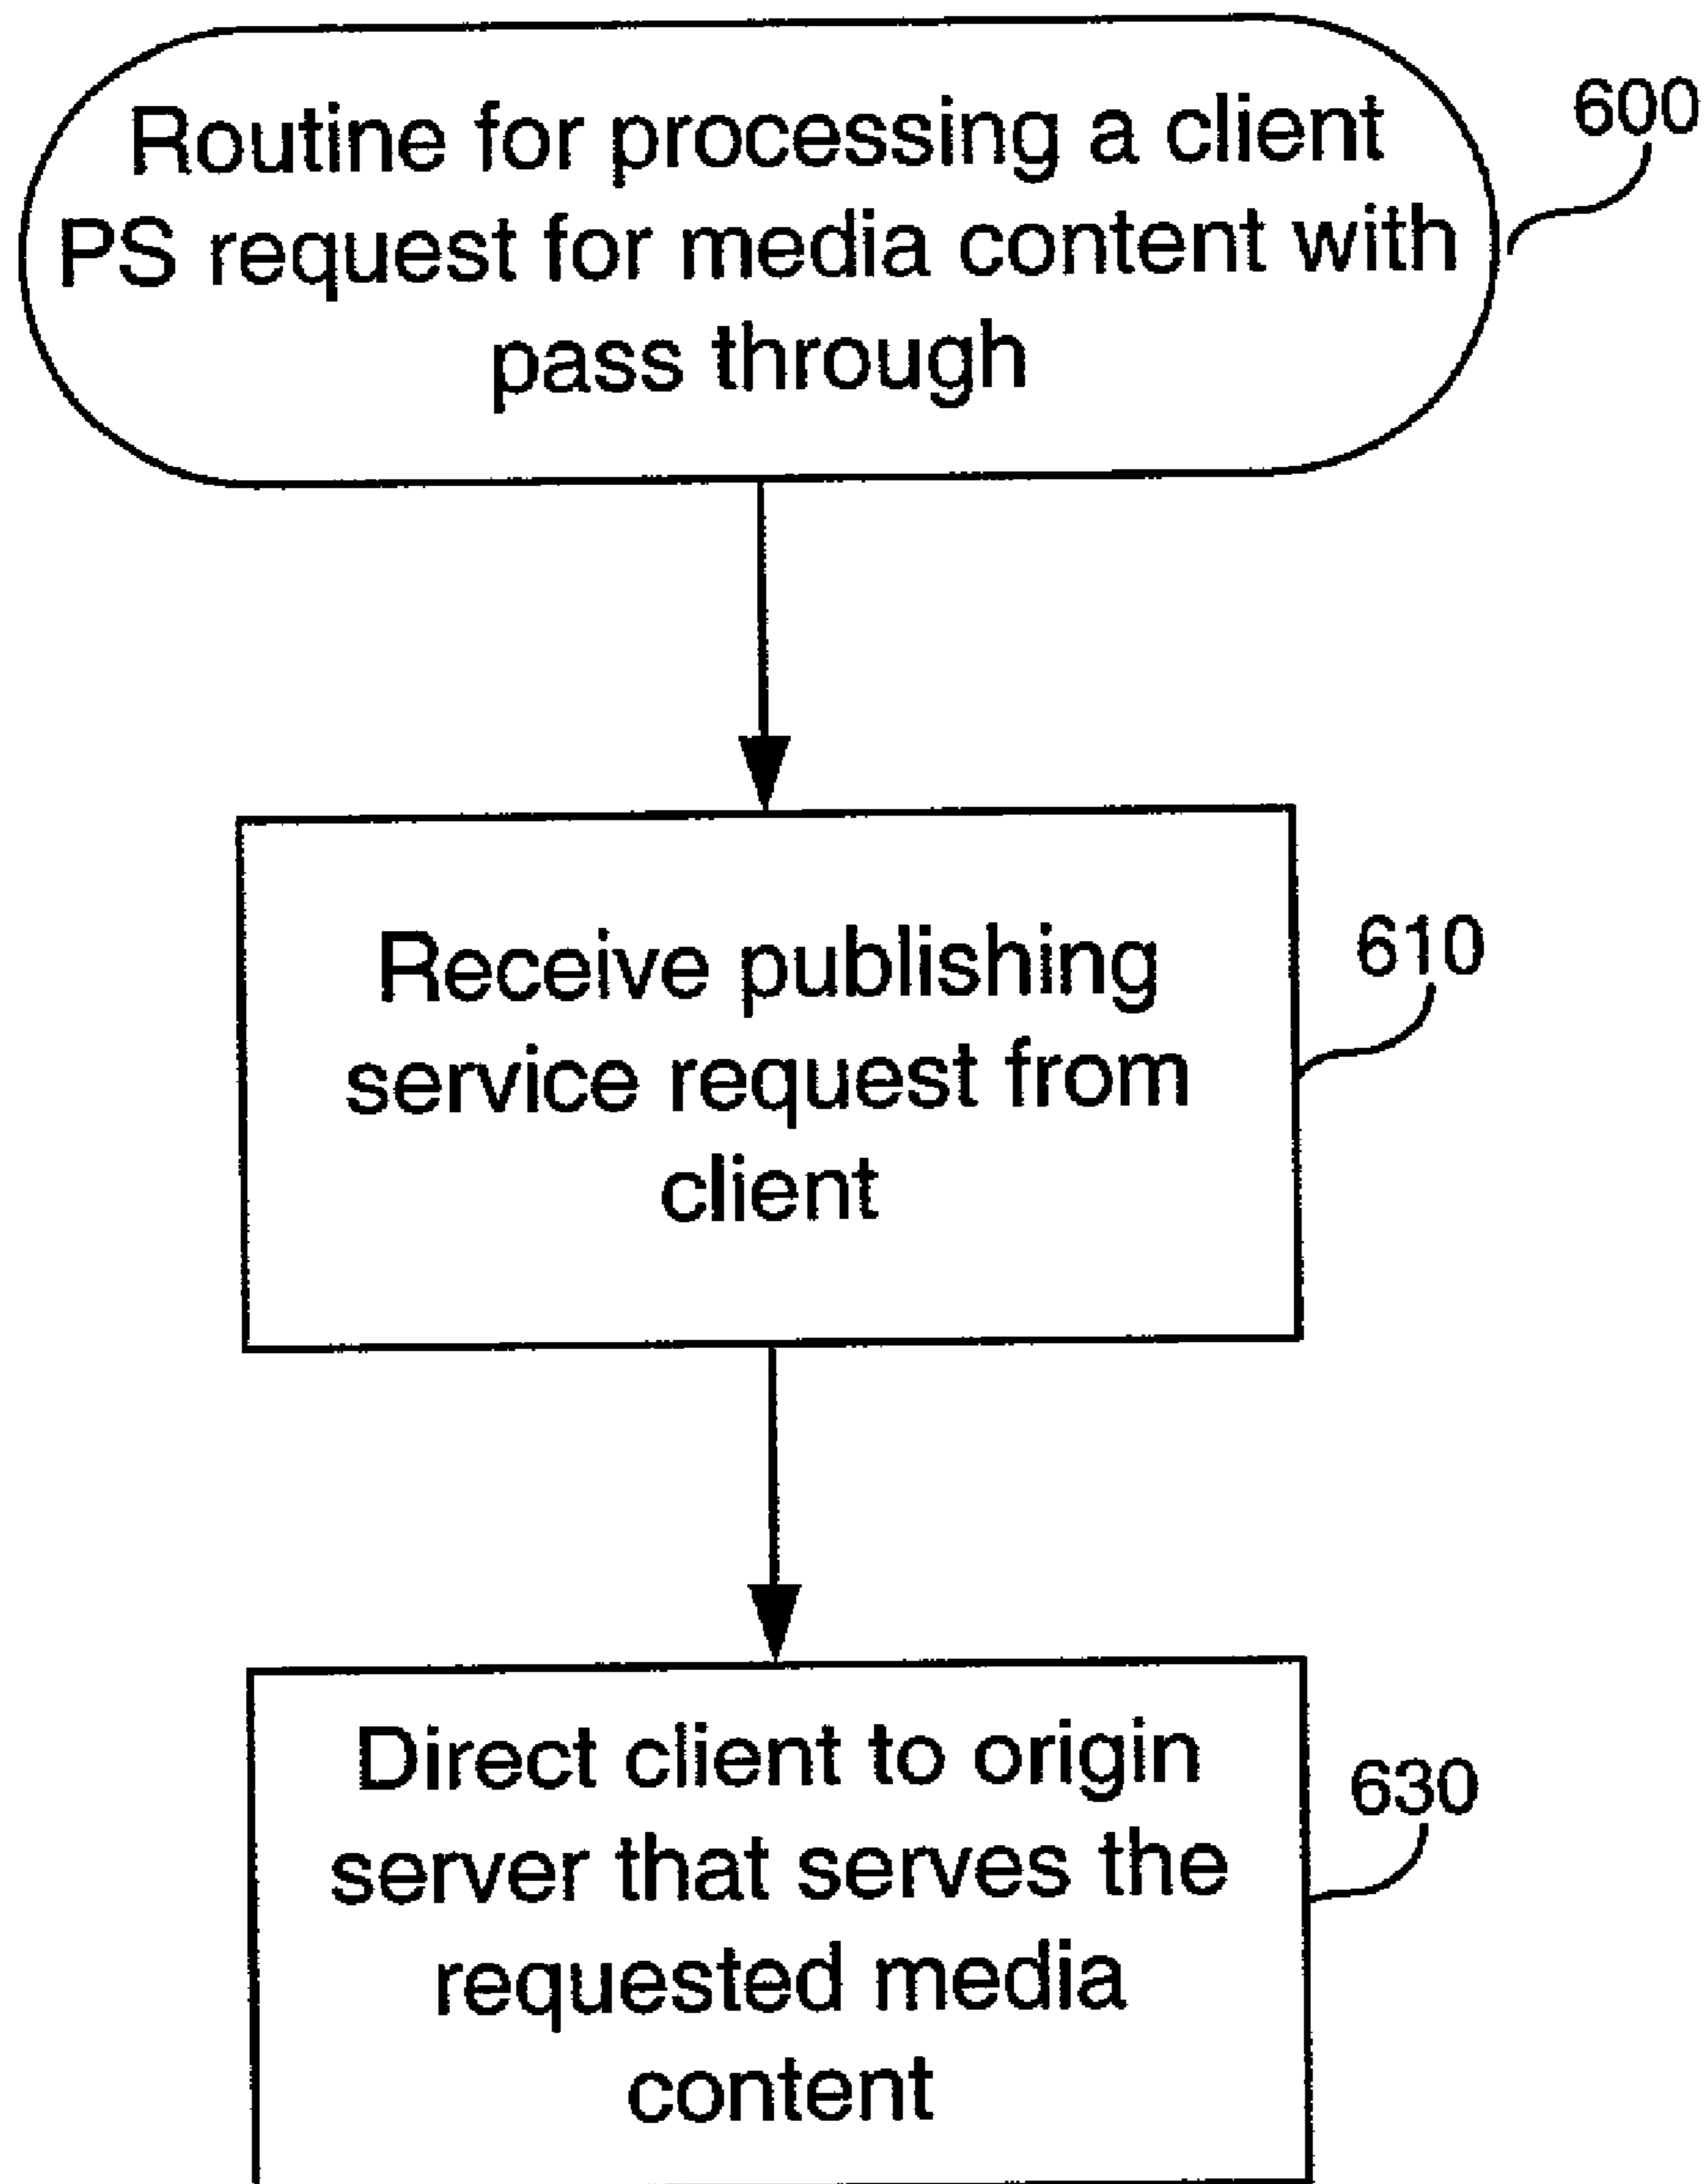 Routine for processing a client
PS request for media content with
pass through
600
Receive publishing
service request from
client
610
Direct client to origin
server that serves the
requested media
content
630